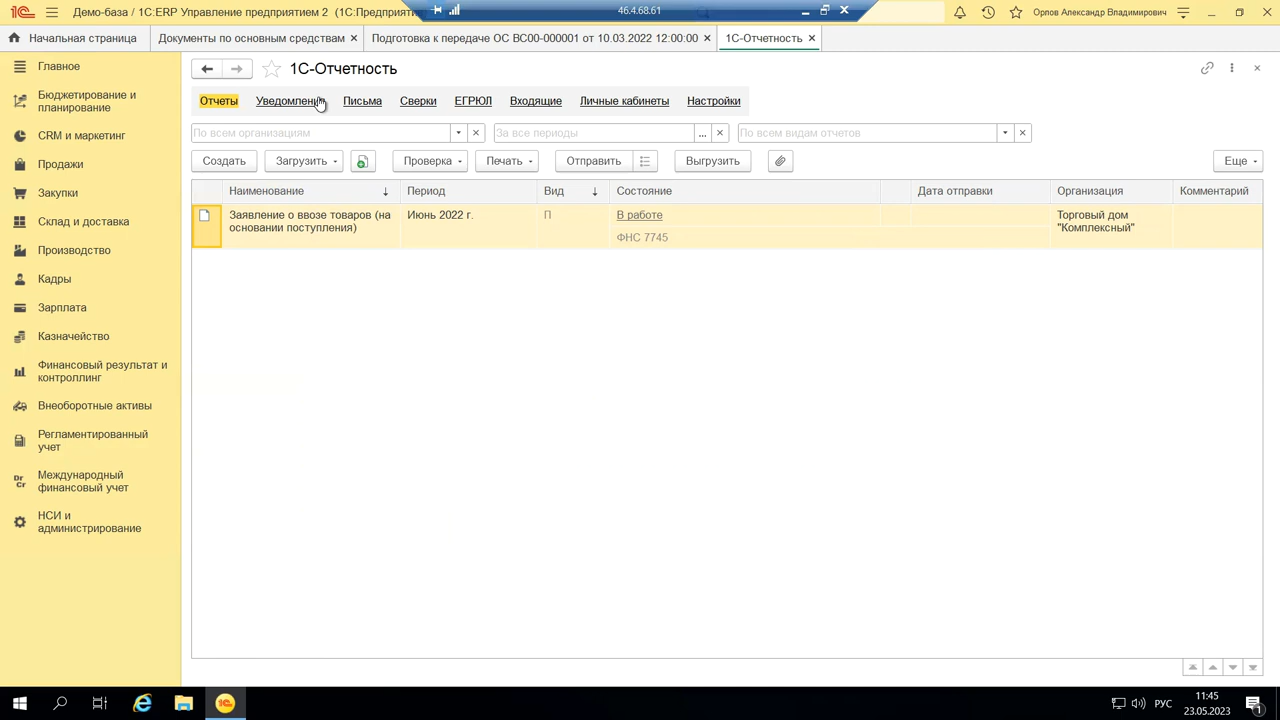 Демо-база / 1С:ERP Управление предприятием 2 (1С:Предприятие
46.4.68.61
Орлов Александр Владимирович
Начальная страница
Документы по основным средствам
Подготовка к передаче ОС ВС00-000001 от 10.03.2022 12:00:00
1С-Отчетность
Главное
Бюджетирование и
планирование
CRM и маркетинг
Продажи
Закупки
Склад и доставка
Производство
Кадры
Зарплата
Казначейство
Финансовый результат и
контроллинг
Внеоборотные активы
Регламентированный
учет
Международный
финансовый учет
НСИ и
администрирование
1С-Отчетность
Отчеты Уведомления Письма Сверки ЕГРЮЛ Входящие Личные кабинеты Настройки
По всем организациям За все периоды ... По всем видам отчетов
Создать Загрузить Проверка Печать Отправить Выгрузить Еще
Наименование Период Вид Состояние Дата отправки Организация Комментарий
Заявление о ввозе товаров (на Июнь 2022 г. П В работе Торговый дом
основании поступления) "Комплексный"
ФНС 7745
РУС
11:45
23.05.2023
1